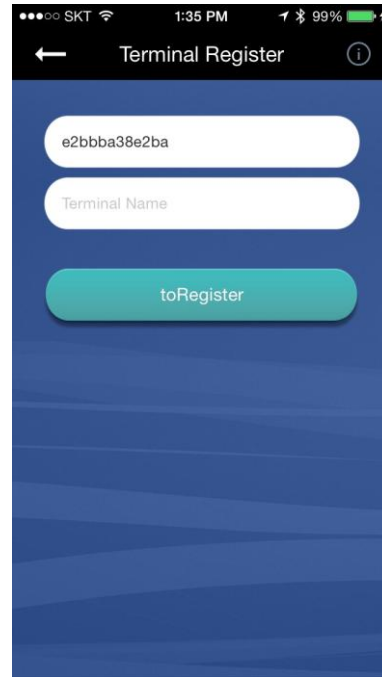 SKT 1:35 PM 99%
Terminal Register
e2bbba38e2ba
Terminal Name
toRegister